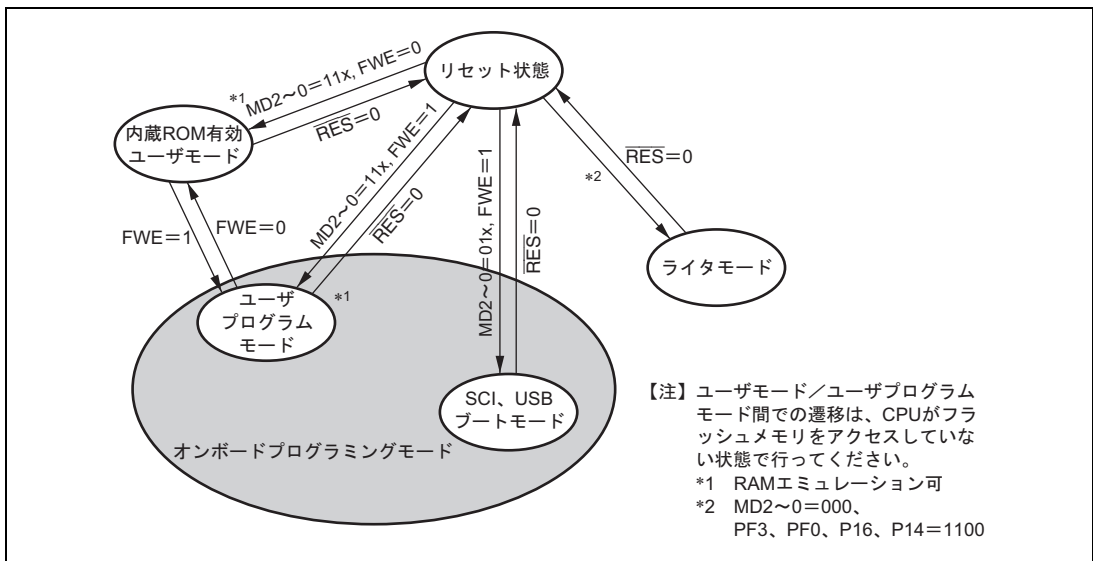 リセット状態
*1
MD2～0＝11x, FWE＝0
RES＝0
内蔵ROM有効
ユーザモード
MD2～0＝11x, FWE＝1
RES＝0
MD2～0＝01x, FWE＝1
RES＝0
*2
RES＝0
FWE＝1
FWE＝0
ライタモード
ユーザ
プログラム
モード
*1
SCI、USB
ブートモード
オンボードプログラミングモード
【注】ユーザモード／ユーザプログラム
モード間での遷移は、CPUがフラ
ッシュメモリをアクセスしていな
い状態で行ってください。
*1 RAMエミュレーション可
*2 MD2～0＝000、
PF3、PF0、P16、P14＝1100